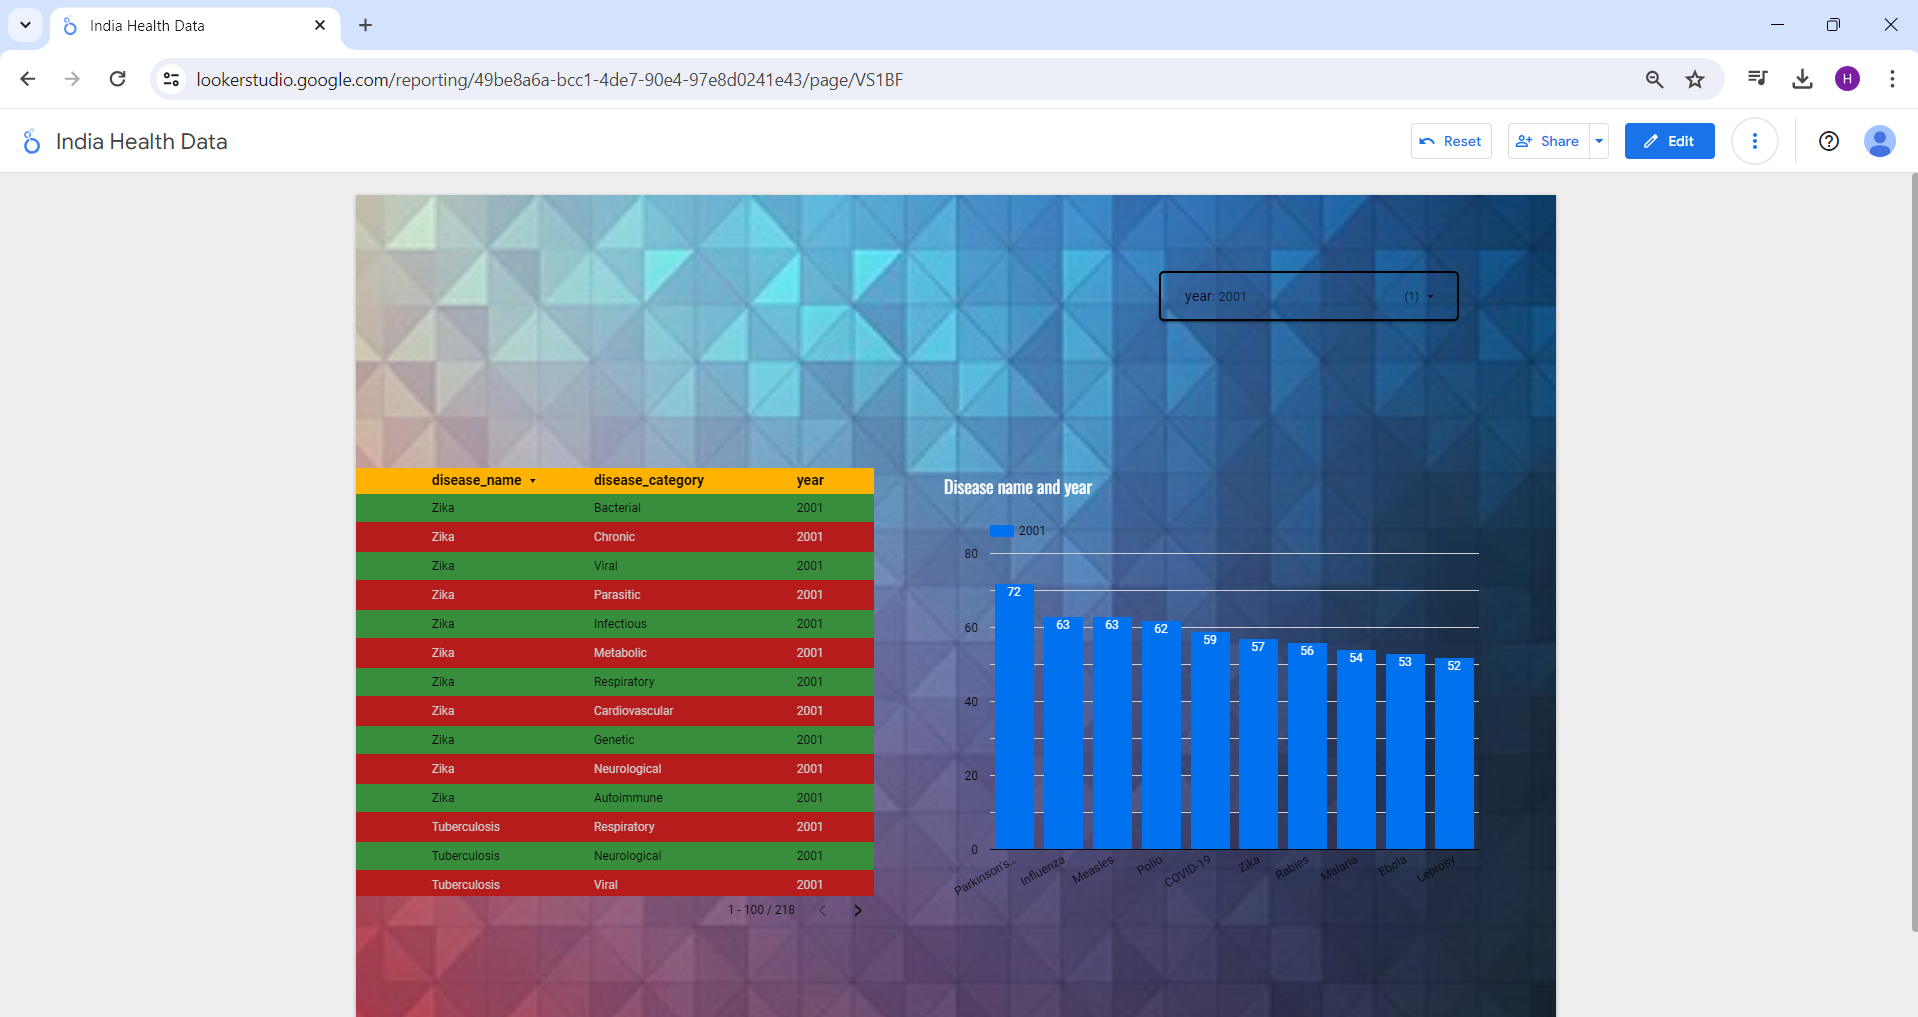 India Health Data
lookerstudio.google.com/reporting/49be8a6a-bcc1-4de7-90e4-97e8d0241e43/page/VS1BF
H
India Health Data
Reset
Share
Edit
year: 2001 (1)
disease_name disease_category year
Zika Bacterial 2001
Zika Chronic 2001
Zika Viral 2001
Zika Parasitic 2001
Zika Infectious 2001
Zika Metabolic 2001
Zika Respiratory 2001
Zika Cardiovascular 2001
Zika Genetic 2001
Zika Neurological 2001
Zika Autoimmune 2001
Tuberculosis Respiratory 2001
Tuberculosis Neurological 2001
Tuberculosis Viral 2001
1 - 100 / 218
Disease name and year
2001
80
60
40
20
0
72 63 63 62 59 57 56 54 53 52
Parkinson's... Influenza Measles Polio COVID-19 Zika Rabies Malaria Ebola Leprosy